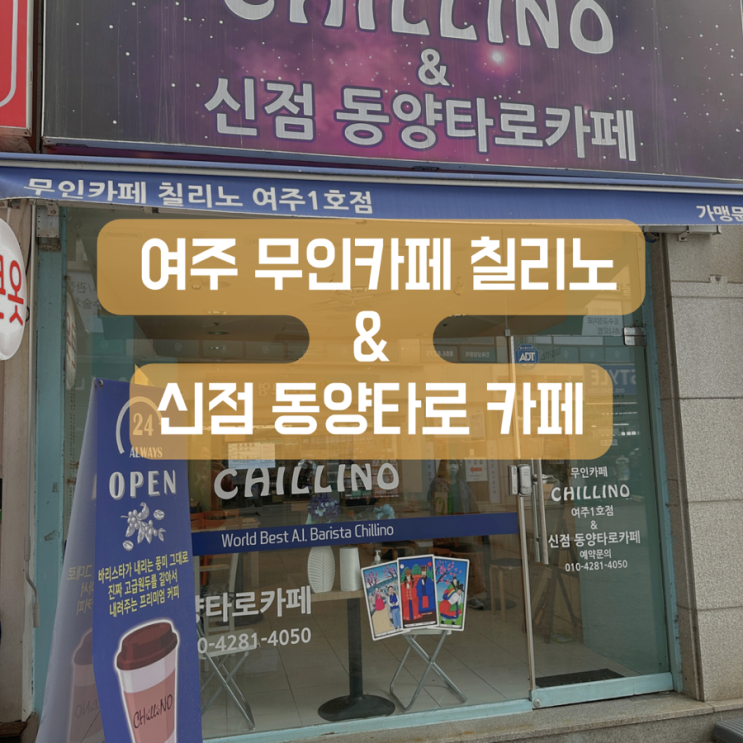 CHILLINO
&
신점 동양타로카페
무인카페 칠리노 여주1호점
가맹문
여주 무인카페 칠리노
&
신점 동양타로 카페
ADT
24
ALWAYS
OPEN
바리스타가 내리는 풍미 그대로
진짜 고급원두를 갈아서
내려주는 프리미엄 커피
CHilliNO
CHILLINO
World Best A.I. Barista Chillino
양타로카페
0-4281-4050
무인카페
CHILLINO
여주1호점
&
신점 동양타로카페
예약문의
010-4281-4050